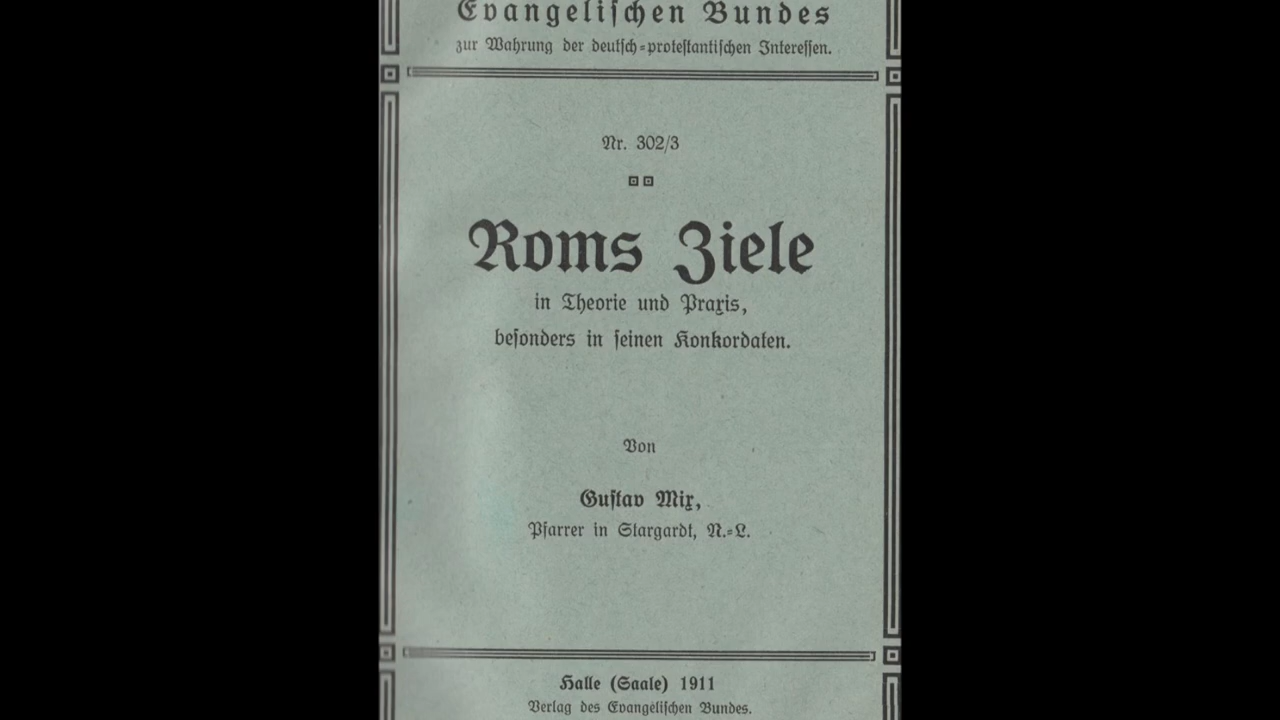 Evangeliſchen Bundes
zur Wahrung der deutſch-proteſtantiſchen Intereſſen.
Nr. 302/3
Roms Ziele
in Theorie und Praxis,
beſonders in ſeinen Konkordaten.
Von
Guſtav Mix,
Pfarrer in Stargardt, N.-L.
Halle (Saale) 1911
Verlag des Evangeliſchen Bundes.